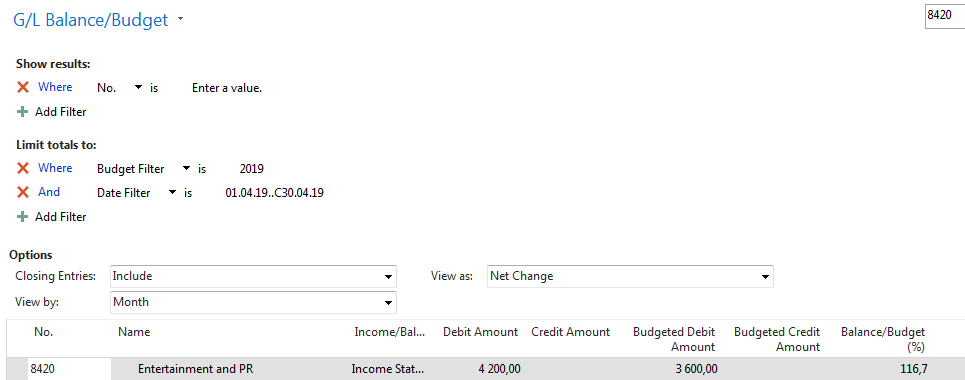 G/L Balance/Budget
8420
Show results:
Where No. is Enter a value.
Add Filter
Limit totals to:
Where Budget Filter is 2019
And Date Filter is 01.04.19..C30.04.19
Add Filter
Options
Closing Entries: Include View as: Net Change
View by: Month
No. Name Income/Bal... Debit Amount Credit Amount Budgeted Debit Budgeted Credit Balance/Budget
Amount Amount (%)
8420 Entertainment and PR Income Stat... 4 200,00 3 600,00 116,7